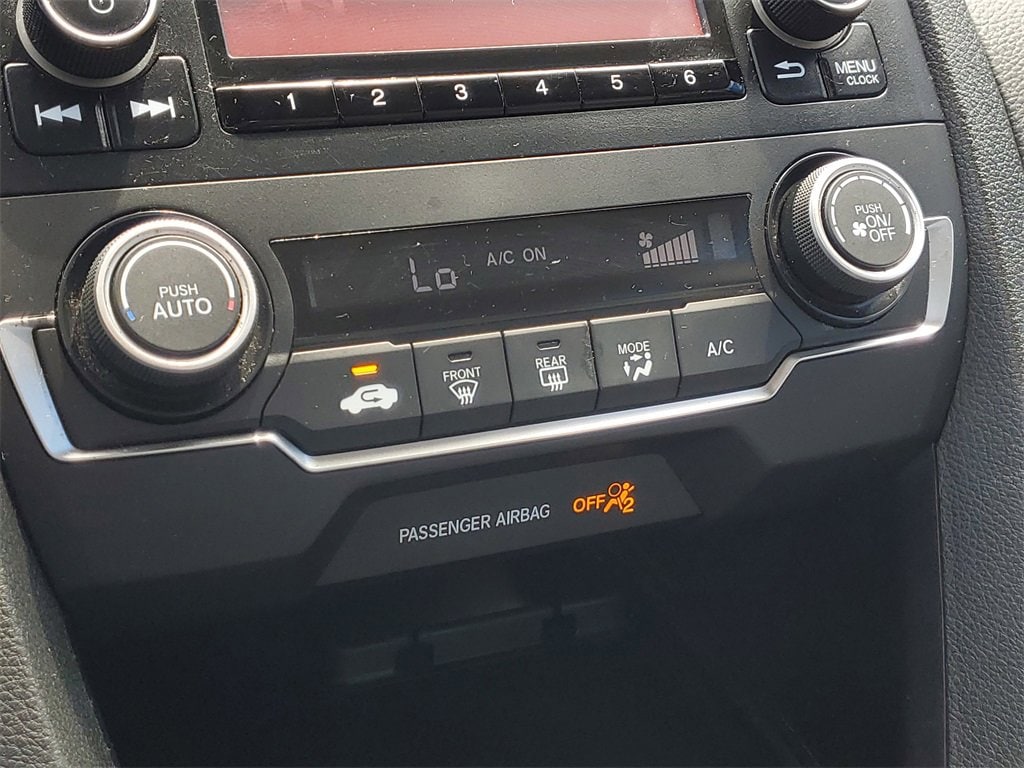 1 2 3 4 5 6
MENU
CLOCK
PUSH
AUTO
Lo
A/C ON
PUSH
ON/
OFF
FRONT
REAR
MODE
A/C
PASSENGER AIRBAG
OFF 2